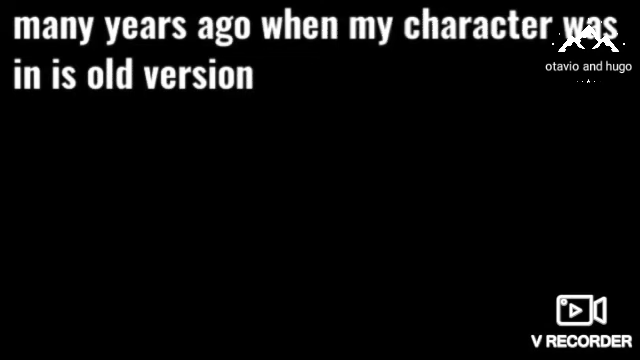 many years ago when my character was
in is old version
otavio and hugo
V RECORDER